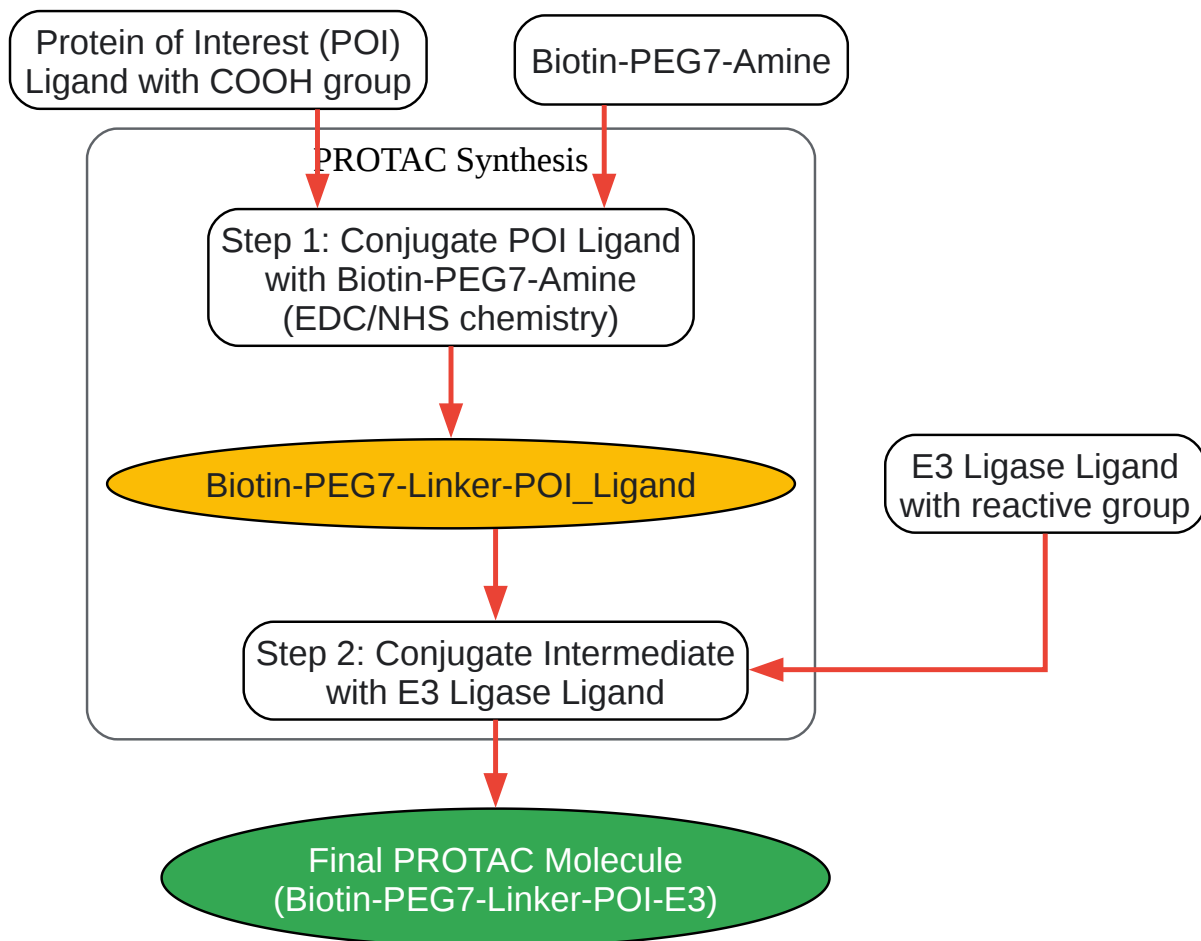 Protein of Interest (POI)
Ligand with COOH group
Biotin-PEG7-Amine
PROTAC Synthesis
Step 1: Conjugate POI Ligand
with Biotin-PEG7-Amine
(EDC/NHS chemistry)
Biotin-PEG7-Linker-POI_Ligand
E3 Ligase Ligand
with reactive group
Step 2: Conjugate Intermediate
with E3 Ligase Ligand
Final PROTAC Molecule
(Biotin-PEG7-Linker-POI-E3)